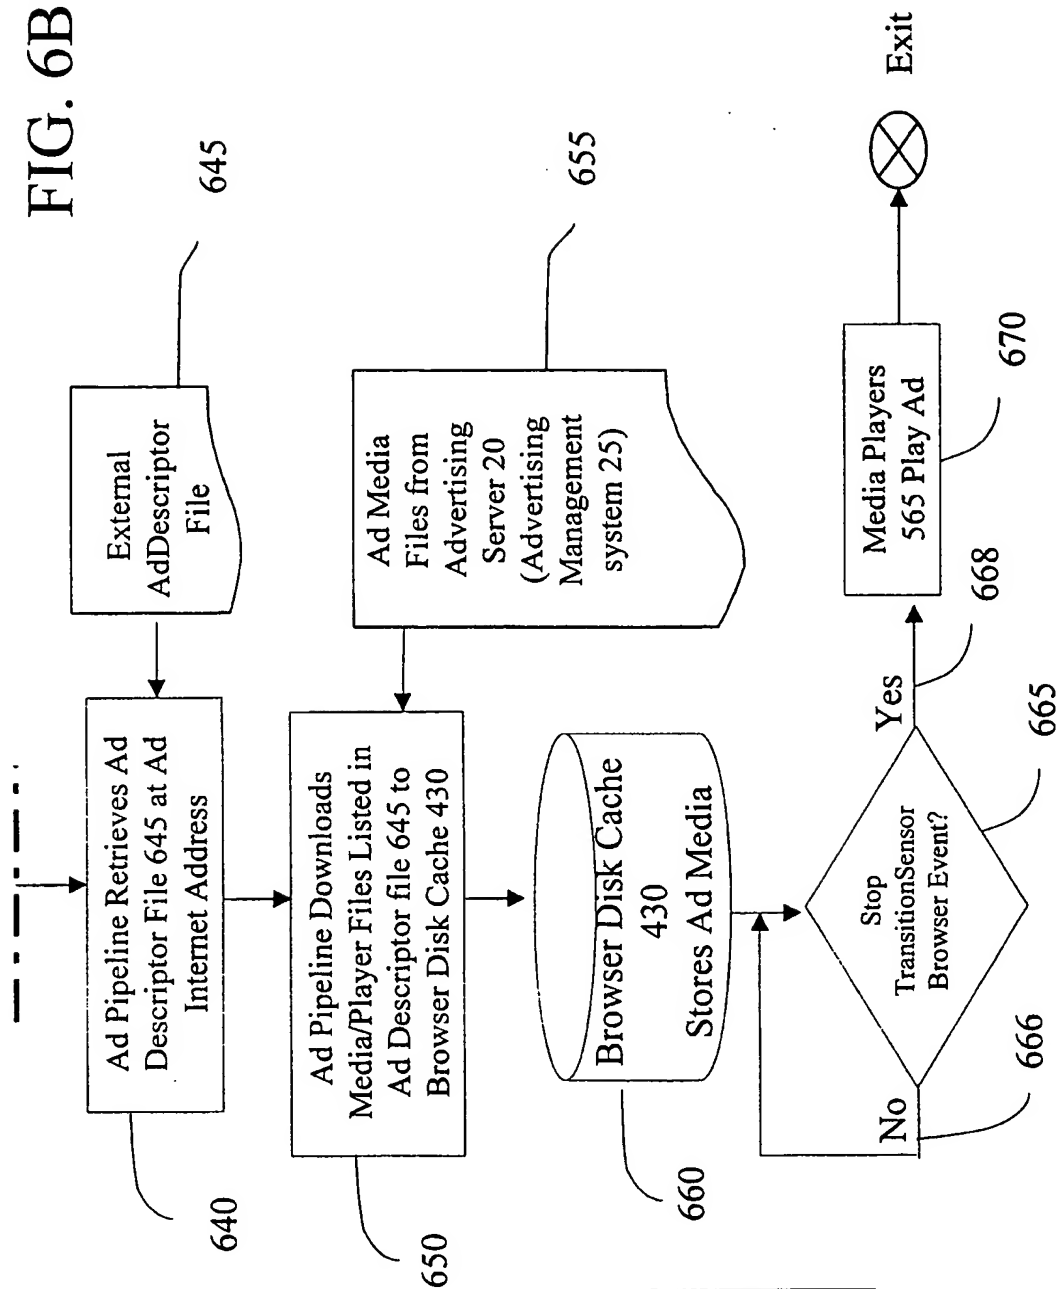 FIG. 6B
Ad Pipeline Retrieves Ad
Descriptor File 645 at Ad
Internet Address
640
External
AdDescriptor
File
645
Ad Pipeline Downloads
Media/Player Files Listed in
Ad Descriptor file 645 to
Browser Disk Cache 430
650
Ad Media
Files from
Advertising
Server 20
(Advertising
Management
system 25)
655
Browser Disk Cache
430
Stores Ad Media
660
Stop
TransitionSensor
Browser Event?
665
No
666
Yes
668
Media Players
565 Play Ad
670
Exit